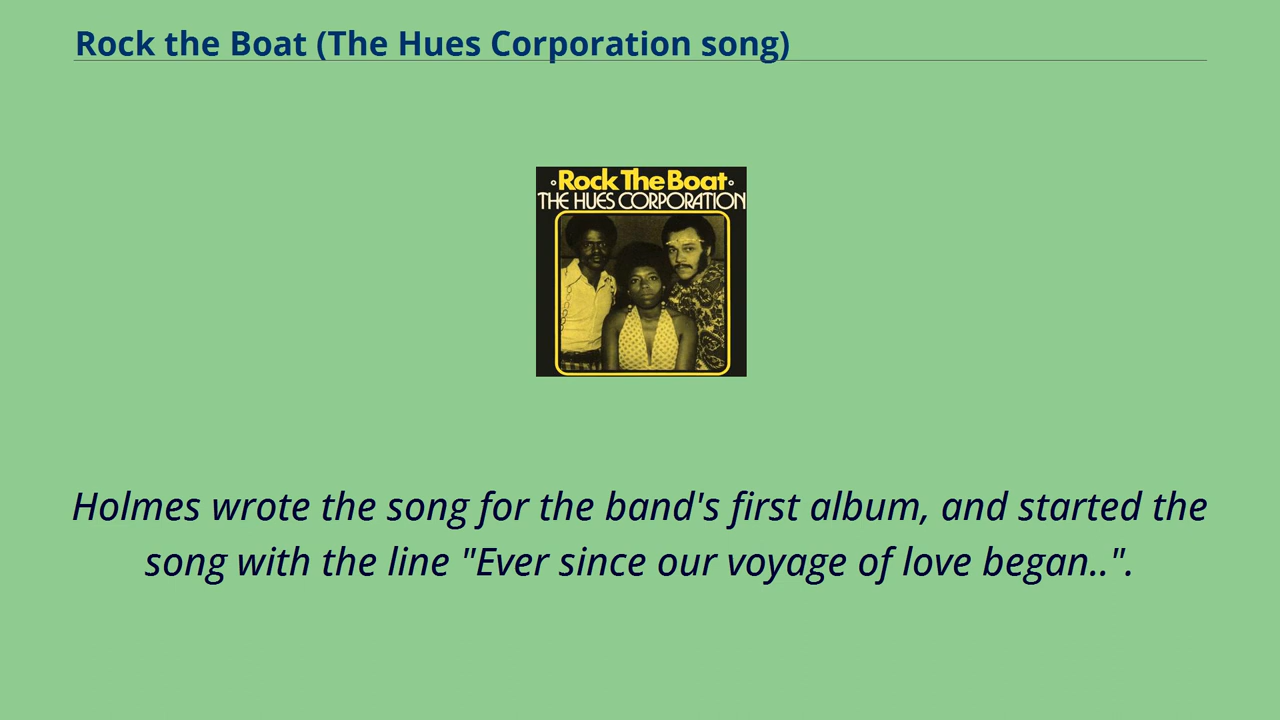 Rock the Boat (The Hues Corporation song)
Rock The Boat
THE HUES CORPORATION
Holmes wrote the song for the band's first album, and started the
song with the line "Ever since our voyage of love began..".